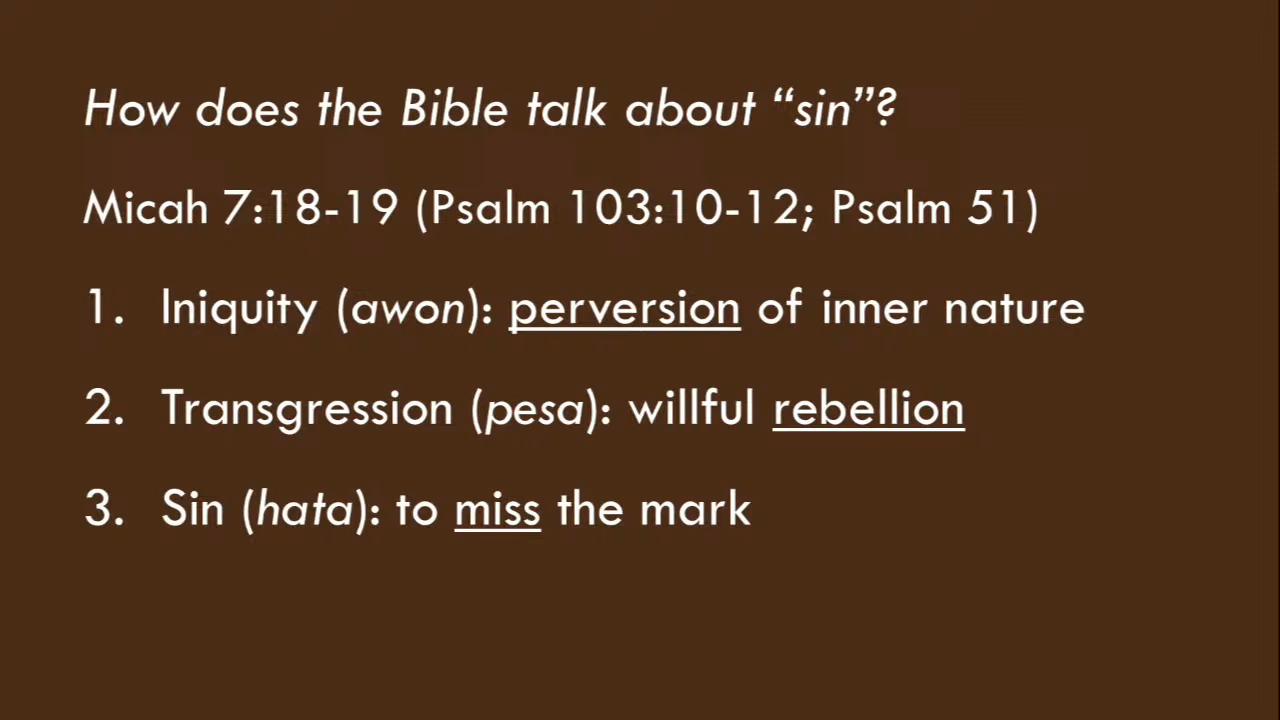 How does the Bible talk about “sin”?
Micah 7:18-19 (Psalm 103:10-12; Psalm 51)
1. Iniquity (awon): perversion of inner nature
2. Transgression (pesa): willful rebellion
3. Sin (hata): to miss the mark